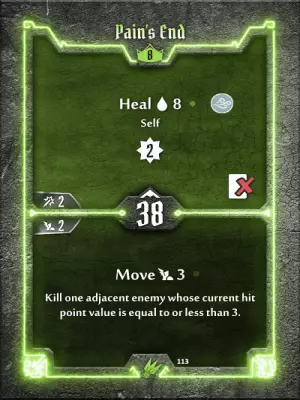 Pain's End
8
Heal 8
Self
2
2
38
2
Move 3
Kill one adjacent enemy whose current hit
point value is equal to or less than 3.
113